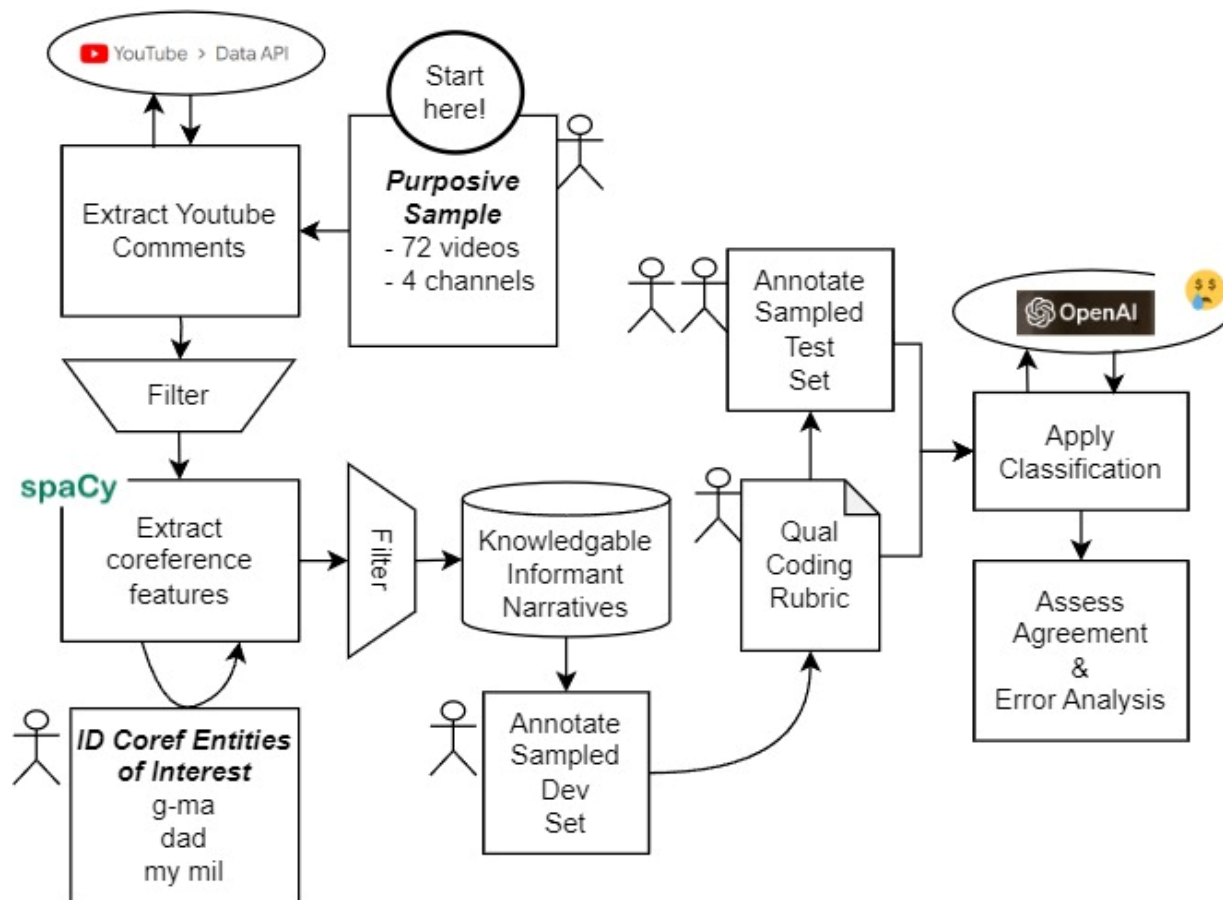 YouTube > Data API
Start
here!
Purposive
Sample
- 72 videos
- 4 channels
Extract Youtube
Comments
Filter
spaCy
Extract
coreference
features
ID Coref Entities
of Interest
g-ma
dad
my mil
Filter
Knowledgable
Informant
Narratives
Annotate
Sampled
Dev
Set
Qual
Coding
Rubric
Annotate
Sampled
Test
Set
OpenAI
$ $
Apply
Classification
Assess
Agreement
&
Error Analysis